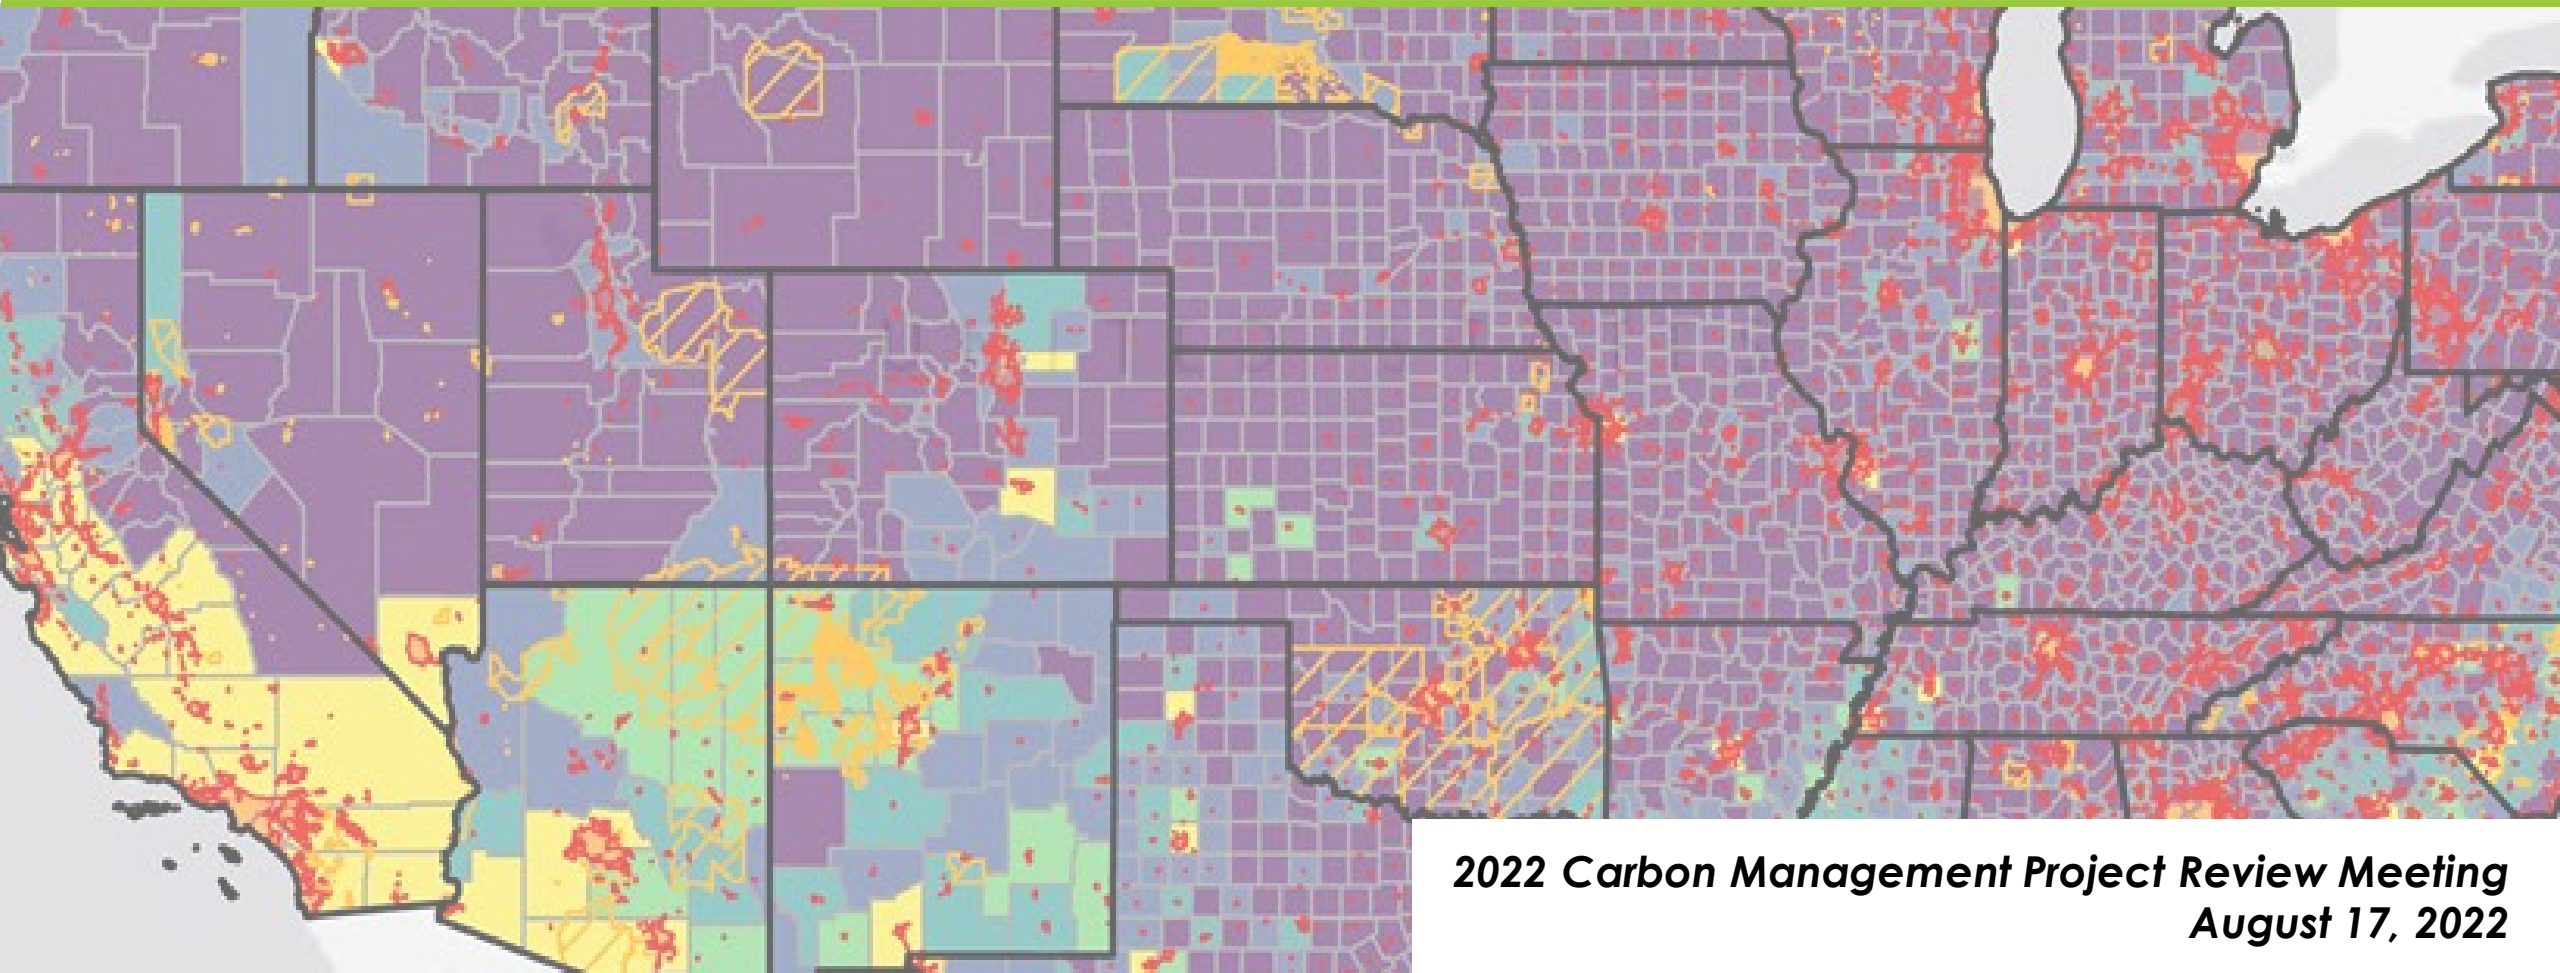 2022 Carbon Management Project Review Meeting
August 17, 2022